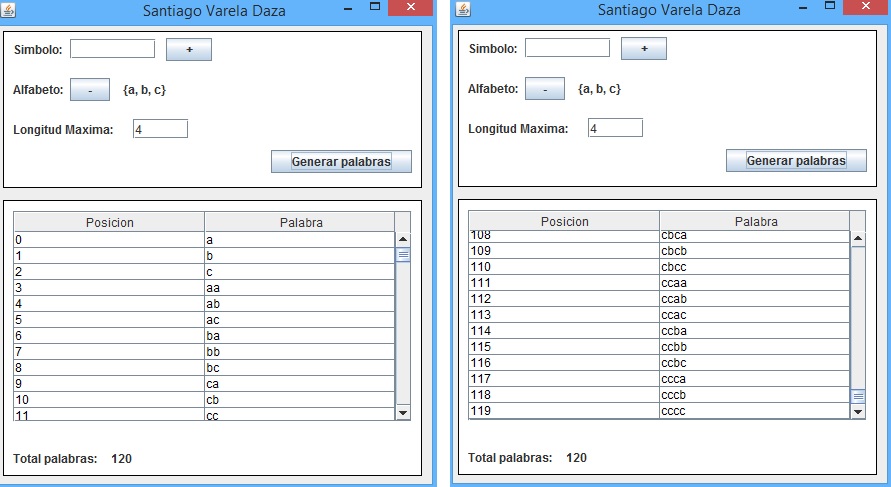 Santiago Varela Daza
Simbolo: +
Alfabeto: - {a, b, c}
Longitud Maxima: 4
Generar palabras
Posicion Palabra
0 a
1 b
2 c
3 aa
4 ab
5 ac
6 ba
7 bb
8 bc
9 ca
10 cb
11 cc
Total palabras: 120
Santiago Varela Daza
Simbolo: +
Alfabeto: - {a, b, c}
Longitud Maxima: 4
Generar palabras
Posicion Palabra
108 cbca
109 cbcb
110 cbcc
111 ccaa
112 ccab
113 ccac
114 ccba
115 ccbb
116 ccbc
117 ccca
118 cccb
119 cccc
Total palabras: 120